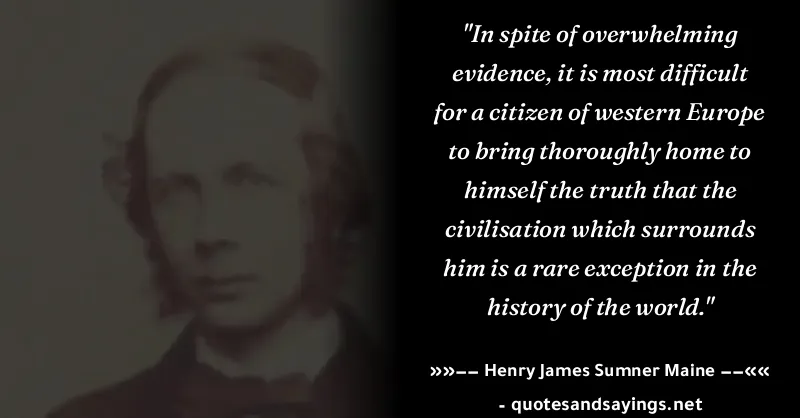 "In spite of overwhelming
evidence, it is most difficult
for a citizen of western Europe
to bring thoroughly home to
himself the truth that the
civilisation which surrounds
him is a rare exception in the
history of the world."
»»−− Henry James Sumner Maine −−««
- quotesandsayings.net